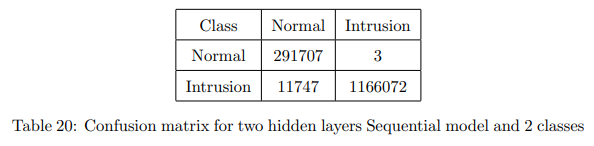 Class Normal Intrusion
Normal 291707 3
Intrusion 11747 1166072
Table 20: Confusion matrix for two hidden layers Sequential model and 2 classes